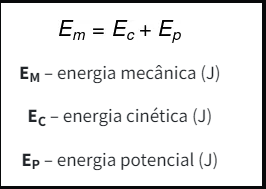 Em = Ec + Ep
EM – energia mecânica (J)
EC – energia cinética (J)
EP – energia potencial (J)